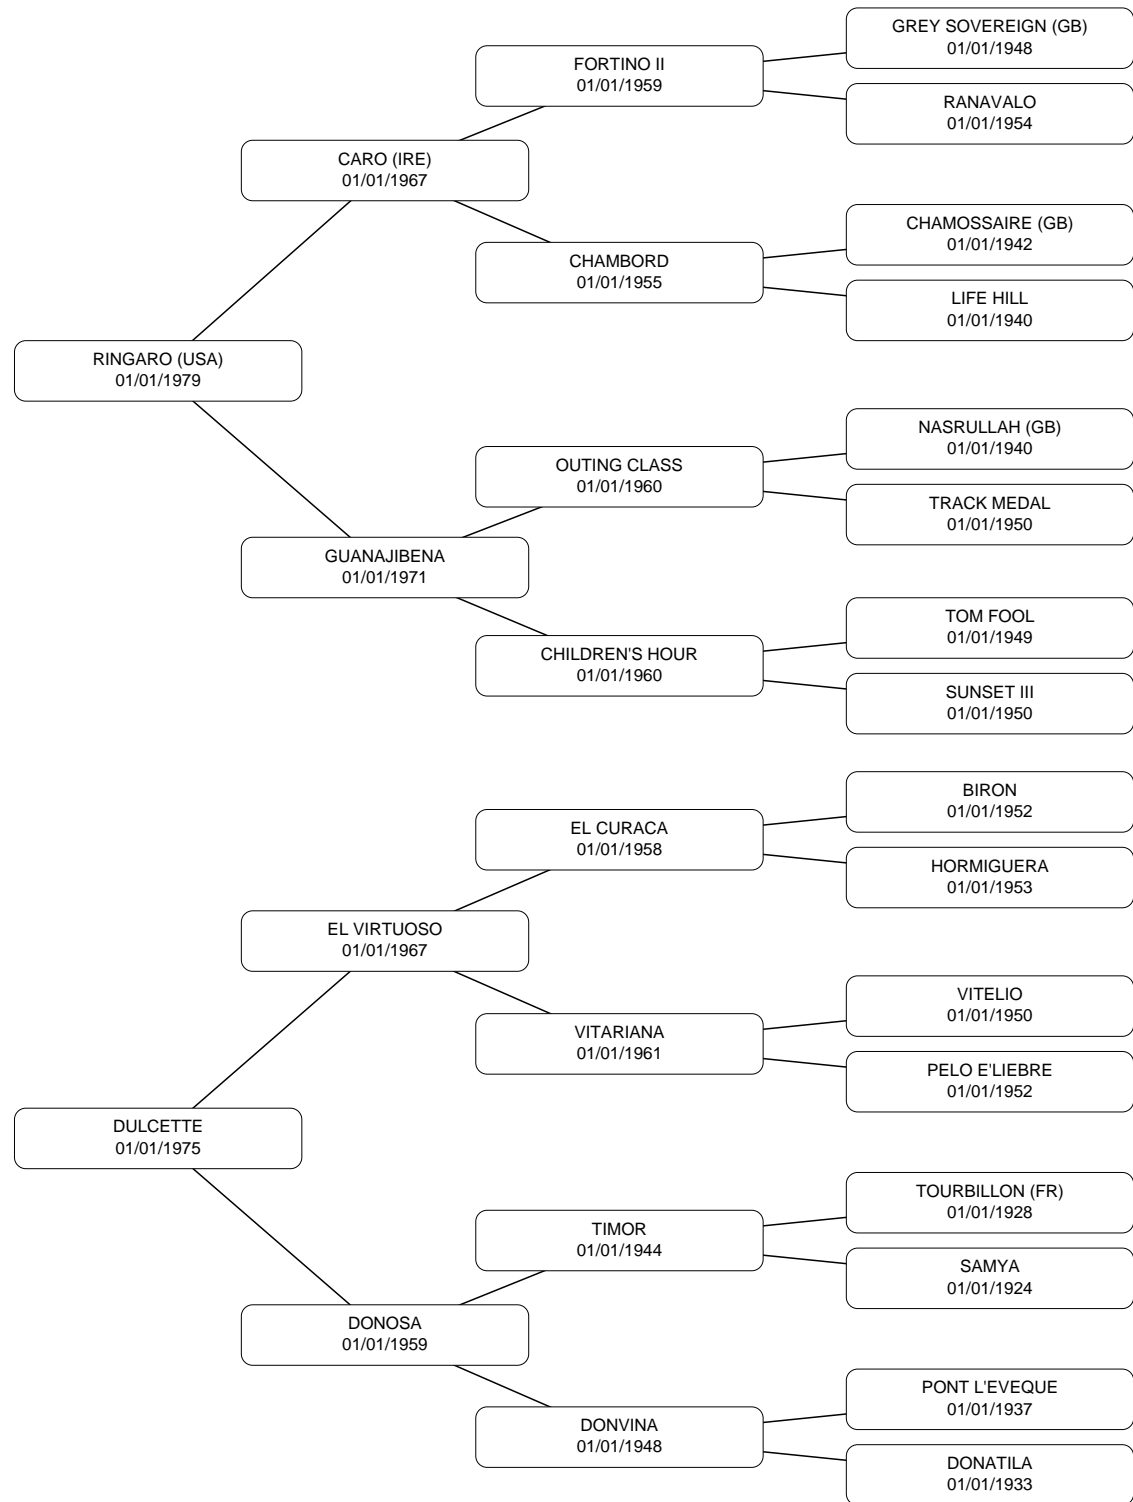 GREY SOVEREIGN (GB)
01/01/1948
FORTINO II
01/01/1959
RANAVALO
01/01/1954
CARO (IRE)
01/01/1967
CHAMOSSAIRE (GB)
01/01/1942
CHAMBORD
01/01/1955
LIFE HILL
01/01/1940
RINGARO (USA)
01/01/1979
NASRULLAH (GB)
01/01/1940
OUTING CLASS
01/01/1960
TRACK MEDAL
01/01/1950
GUANAJIBENA
01/01/1971
TOM FOOL
01/01/1949
CHILDREN'S HOUR
01/01/1960
SUNSET III
01/01/1950
BIRON
01/01/1952
EL CURACA
01/01/1958
HORMIGUERA
01/01/1953
EL VIRTUOSO
01/01/1967
VITELIO
01/01/1950
VITARIANA
01/01/1961
PELO E'LIEBRE
01/01/1952
DULCETTE
01/01/1975
TOURBILLON (FR)
01/01/1928
TIMOR
01/01/1944
SAMYA
01/01/1924
DONOSA
01/01/1959
PONT L'EVEQUE
01/01/1937
DONVINA
01/01/1948
DONATILA
01/01/1933